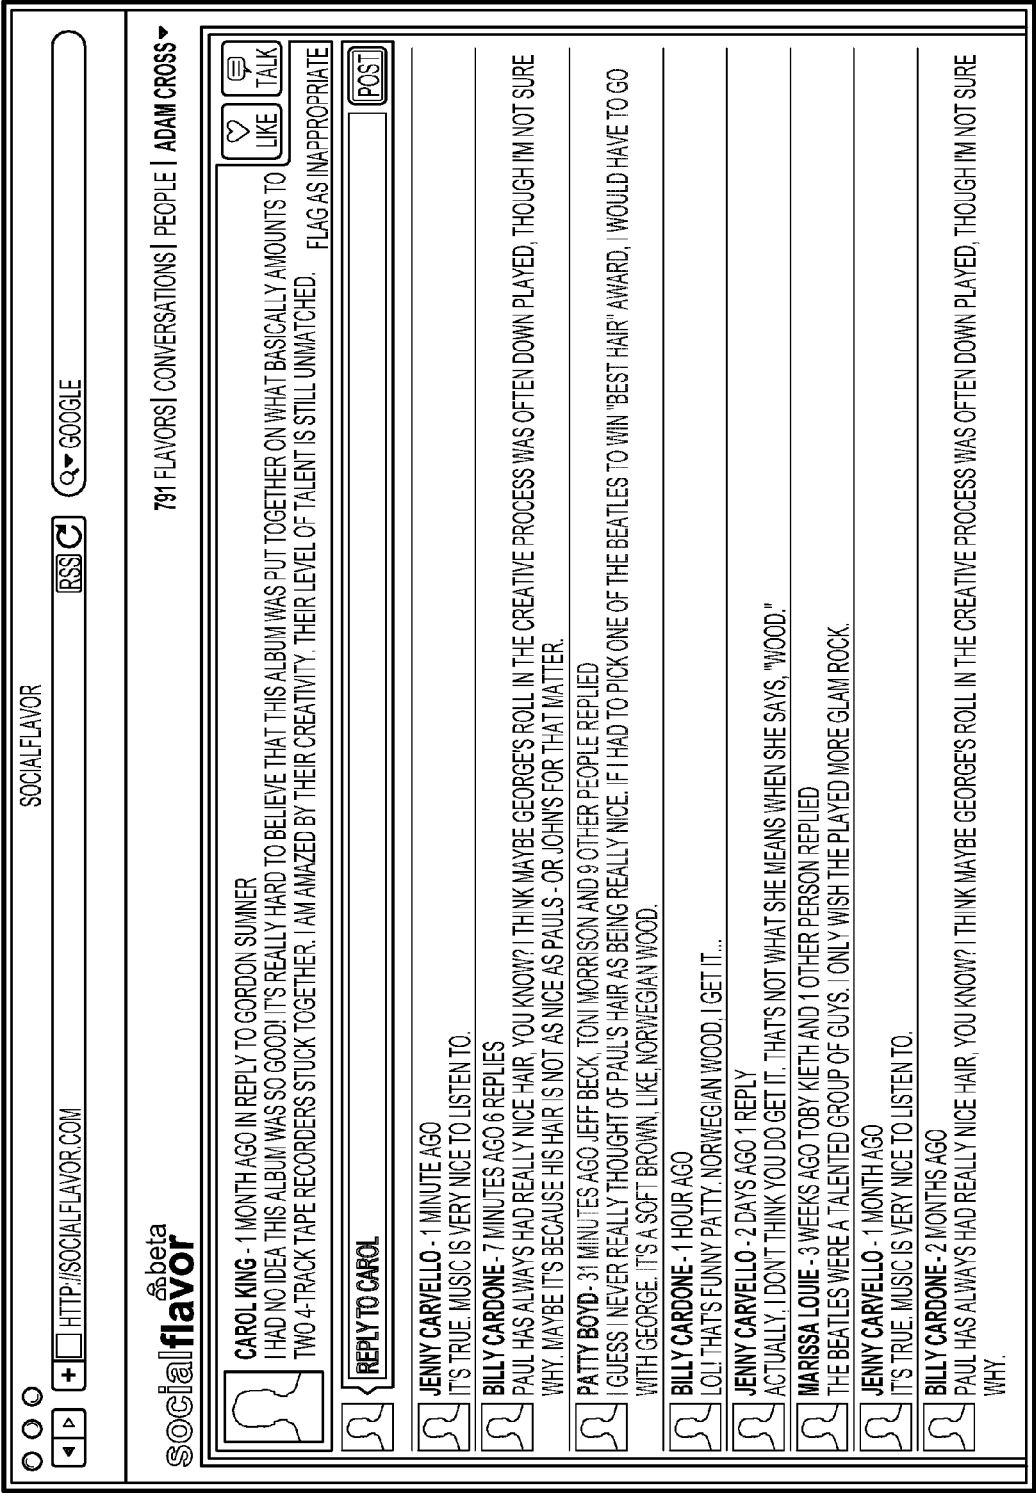 SOCIALFLAVOR
HTTP://SOCIALFLAVOR.COM
RSS
GOOGLE
socialflavor beta
791 FLAVORS | CONVERSATIONS | PEOPLE | ADAM CROSS
CAROL KING - 1 MONTH AGO IN REPLY TO GORDON SUMNER
I HAD NO IDEA THIS ALBUM WAS SO GOOD! IT'S REALLY HARD TO BELIEVE THAT THIS ALBUM WAS PUT TOGETHER ON WHAT BASICALLY AMOUNTS TO
TWO 4-TRACK TAPE RECORDERS STUCK TOGETHER. I AM AMAZED BY THEIR CREATIVITY. THEIR LEVEL OF TALENT IS STILL UNMATCHED.
LIKE
TALK
FLAG AS INAPPROPRIATE
REPLY TO CAROL
POST
JENNY CARVELLO - 1 MINUTE AGO
IT'S TRUE. MUSIC IS VERY NICE TO LISTEN TO.
BILLY CARDONE - 7 MINUTES AGO 6 REPLIES
PAUL HAS ALWAYS HAD REALLY NICE HAIR, YOU KNOW? I THINK MAYBE GEORGE'S ROLL IN THE CREATIVE PROCESS WAS OFTEN DOWN PLAYED, THOUGH I'M NOT SURE
WHY. MAYBE IT'S BECAUSE HIS HAIR IS NOT AS NICE AS PAULS - OR JOHN'S FOR THAT MATTER.
PATTY BOYD - 31 MINUTES AGO JEFF BECK, TONI MORRISON AND 9 OTHER PEOPLE REPLIED
I GUESS I NEVER REALLY THOUGHT OF PAUL'S HAIR AS BEING REALLY NICE. IF I HAD TO PICK ONE OF THE BEATLES TO WIN "BEST HAIR" AWARD, I WOULD HAVE TO GO
WITH GEORGE. IT'S A SOFT BROWN, LIKE, NORWEGIAN WOOD.
BILLY CARDONE - 1 HOUR AGO
LOL! THAT'S FUNNY PATTY. NORWEGIAN WOOD, I GET IT...
JENNY CARVELLO - 2 DAYS AGO 1 REPLY
ACTUALLY, I DON'T THINK YOU DO GET IT. THAT'S NOT WHAT SHE MEANS WHEN SHE SAYS, "WOOD."
MARISSA LOUIE - 3 WEEKS AGO TOBY KIETH AND 1 OTHER PERSON REPLIED
THE BEATLES WERE A TALENTED GROUP OF GUYS. I ONLY WISH THE PLAYED MORE GLAM ROCK.
JENNY CARVELLO - 1 MONTH AGO
IT'S TRUE. MUSIC IS VERY NICE TO LISTEN TO.
BILLY CARDONE - 2 MONTHS AGO
PAUL HAS ALWAYS HAD REALLY NICE HAIR, YOU KNOW? I THINK MAYBE GEORGE'S ROLL IN THE CREATIVE PROCESS WAS OFTEN DOWN PLAYED, THOUGH I'M NOT SURE
WHY.